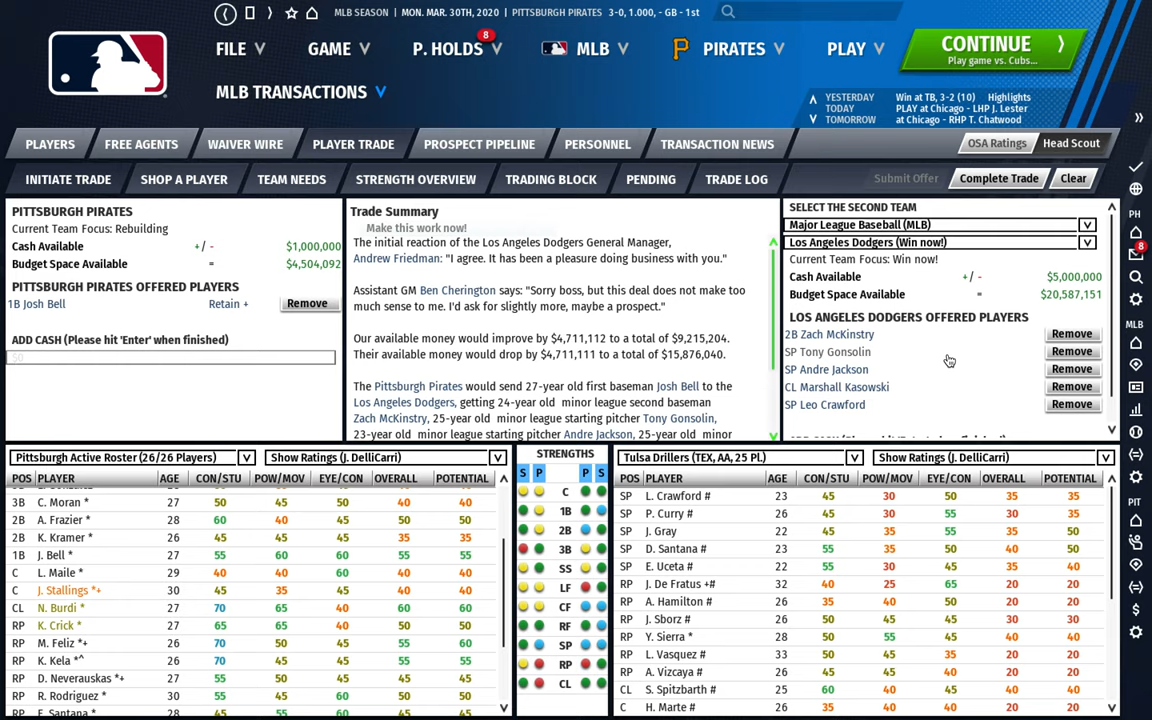 MLB SEASON | MON. MAR. 30TH, 2020 | PITTSBURGH PIRATES 3-0, 1.000, - GB - 1st
FILE GAME P. HOLDS 8 MLB PIRATES PLAY
CONTINUE
Play game vs. Cubs...
MLB TRANSACTIONS
YESTERDAY Win at TB, 3-2 (10) Highlights
TODAY PLAY at Chicago - LHP J. Lester
TOMORROW at Chicago - RHP T. Chatwood
PLAYERS FREE AGENTS WAIVER WIRE PLAYER TRADE PROSPECT PIPELINE PERSONNEL TRANSACTION NEWS OSA Ratings Head Scout
INITIATE TRADE SHOP A PLAYER TEAM NEEDS STRENGTH OVERVIEW TRADING BLOCK PENDING TRADE LOG Submit Offer Complete Trade Clear
PITTSBURGH PIRATES
Current Team Focus: Rebuilding
Cash Available +/- $1,000,000
Budget Space Available = $4,504,092
PITTSBURGH PIRATES OFFERED PLAYERS
1B Josh Bell Retain + Remove
ADD CASH (Please hit 'Enter' when finished)
$0
Trade Summary
Make this work now!
The initial reaction of the Los Angeles Dodgers General Manager,
Andrew Friedman: "I agree. It has been a pleasure doing business with you."
Assistant GM Ben Cherington says: "Sorry boss, but this deal does not make too
much sense to me. I'd ask for slightly more, maybe a prospect."
Our available money would improve by $4,711,112 to a total of $9,215,204.
Their available money would drop by $4,711,111 to a total of $15,876,040.
The Pittsburgh Pirates would send 27-year old first baseman Josh Bell to the
Los Angeles Dodgers, getting 24-year old minor league second baseman
Zach McKinstry, 25-year old minor league starting pitcher Tony Gonsolin,
23-year old minor league starting pitcher Andre Jackson, 25-year old minor
SELECT THE SECOND TEAM
Major League Baseball (MLB)
Los Angeles Dodgers (Win now!)
Current Team Focus: Win now!
Cash Available +/- $5,000,000
Budget Space Available = $20,587,151
LOS ANGELES DODGERS OFFERED PLAYERS
2B Zach McKinstry Remove
SP Tony Gonsolin Remove
SP Andre Jackson Remove
CL Marshall Kasowski Remove
SP Leo Crawford Remove
PH
8
MLB
PIT
Pittsburgh Active Roster (26/26 Players) Show Ratings (J. DelliCarri)
POS PLAYER AGE CON/STU POW/MOV EYE/CON OVERALL POTENTIAL
3B C. Moran * 27 50 50 50 40 40
2B A. Frazier * 28 60 40 60 50 50
2B K. Kramer * 26 45 45 45 35 35
1B J. Bell * 27 55 60 60 55 55
C L. Maile * 29 40 40 60 40 40
C J. Stallings *+ 30 45 35 45 40 40
CL N. Burdi * 27 70 65 40 60 60
RP K. Crick * 27 65 65 40 50 50
RP M. Feliz *+ 26 70 50 45 55 60
RP K. Kela *^ 26 70 45 45 55 55
RP D. Neverauskas *+ 27 55 50 45 45 45
RP R. Rodriguez * 30 55 45 60 50 50
RP E. Santana * 28 45 55 60 45 45
STRENGTHS
S P P S
C
1B
2B
3B
SS
LF
CF
RF
SP
RP
CL
Tulsa Drillers (TEX, AA, 25 Pl.) Show Ratings (J. DelliCarri)
POS PLAYER AGE CON/STU POW/MOV EYE/CON OVERALL POTENTIAL
SP L. Crawford # 23 45 30 50 35 35
SP P. Curry # 26 45 30 55 30 35
SP J. Gray 22 45 35 55 35 50
SP D. Santana # 23 55 35 50 40 50
SP E. Uceta # 22 55 30 45 35 40
RP J. De Fratus +# 32 40 25 65 20 20
RP A. Hamilton # 26 35 40 50 20 20
RP J. Sborz # 26 50 45 45 30 30
RP Y. Sierra * 28 50 55 45 40 40
RP L. Vasquez # 33 50 45 35 20 20
RP A. Vizcaya # 26 45 45 40 20 20
CL S. Spitzbarth # 25 60 40 45 40 45
C H. Marte # 26 35 40 40 20 20